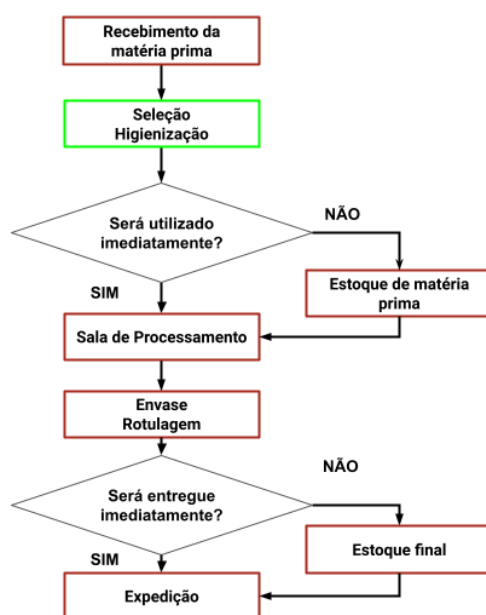 Recebimento da
matéria prima
Seleção
Higienização
Será utilizado
imediatamente?
NÃO
SIM
Estoque de matéria
prima
Sala de Processamento
Envase
Rotulagem
Será entregue
imediatamente?
NÃO
SIM
Estoque final
Expedição